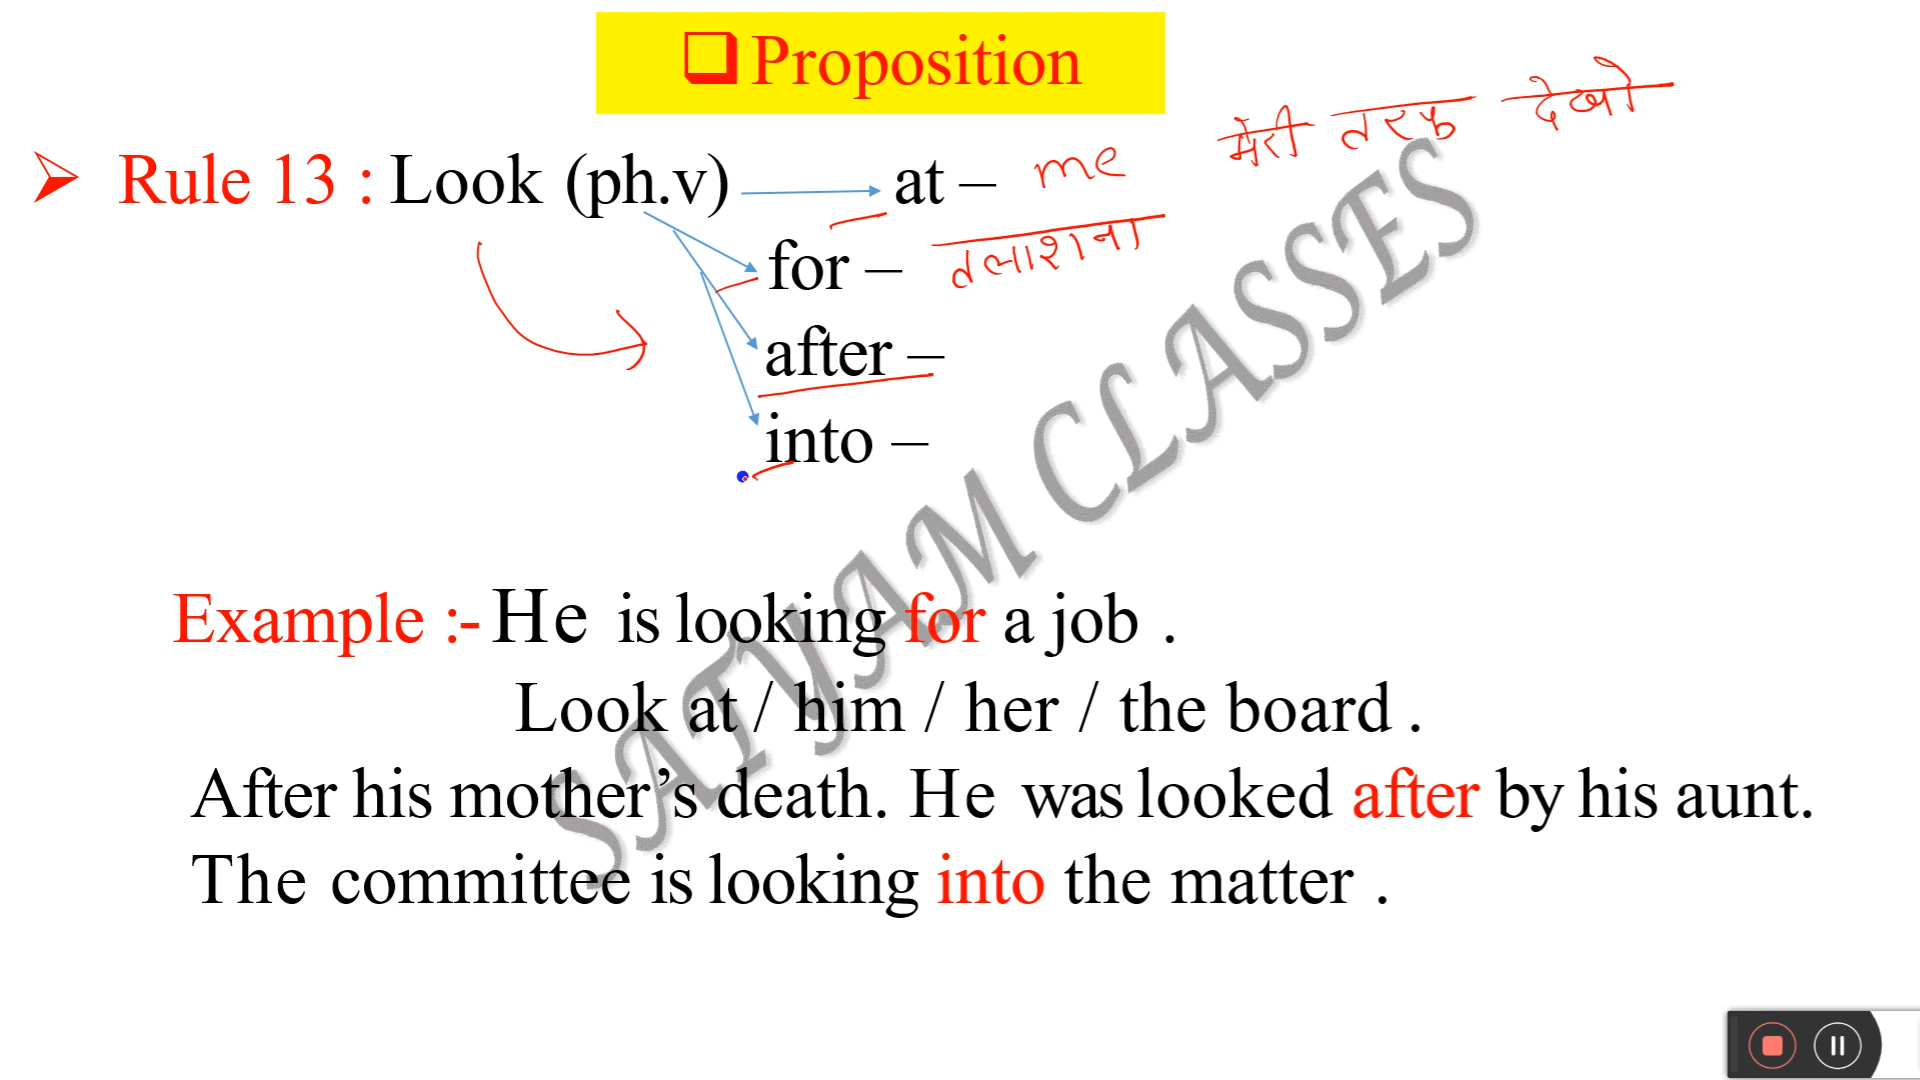 ❑ Proposition
➢ Rule 13 : Look (ph.v) at – me मेरी तरफ देखो
for – तलाशना
after –
into –
SATYAM CLASSES
Example :- He is looking for a job .
Look at / him / her / the board .
After his mother’s death. He was looked after by his aunt.
The committee is looking into the matter .